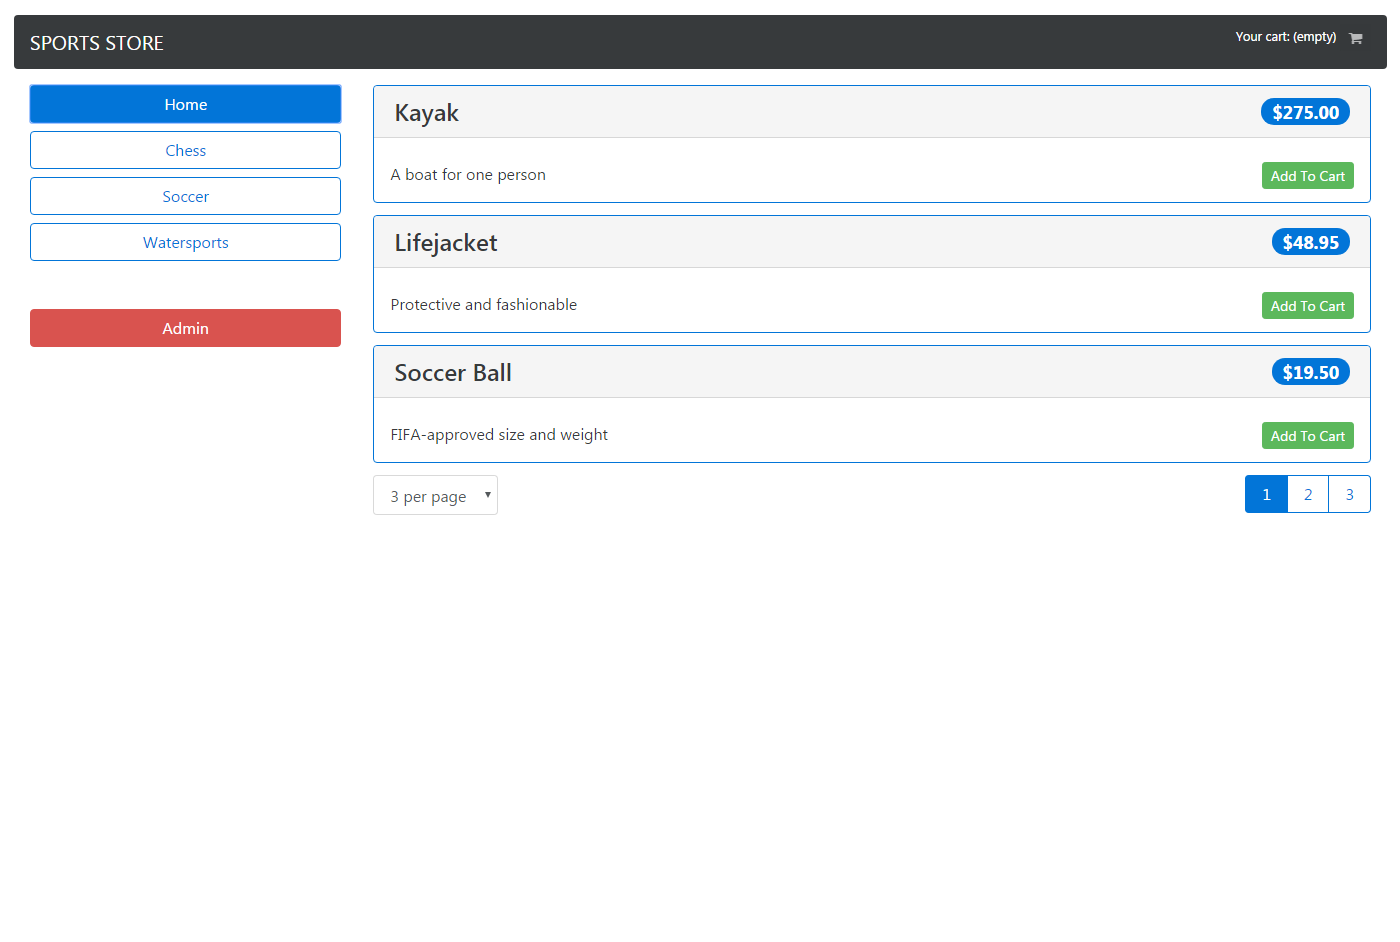 SPORTS STORE
Your cart: (empty)
Home
Chess
Soccer
Watersports
Admin
Kayak
$275.00
A boat for one person
Add To Cart
Lifejacket
$48.95
Protective and fashionable
Add To Cart
Soccer Ball
$19.50
FIFA-approved size and weight
Add To Cart
3 per page
1 2 3